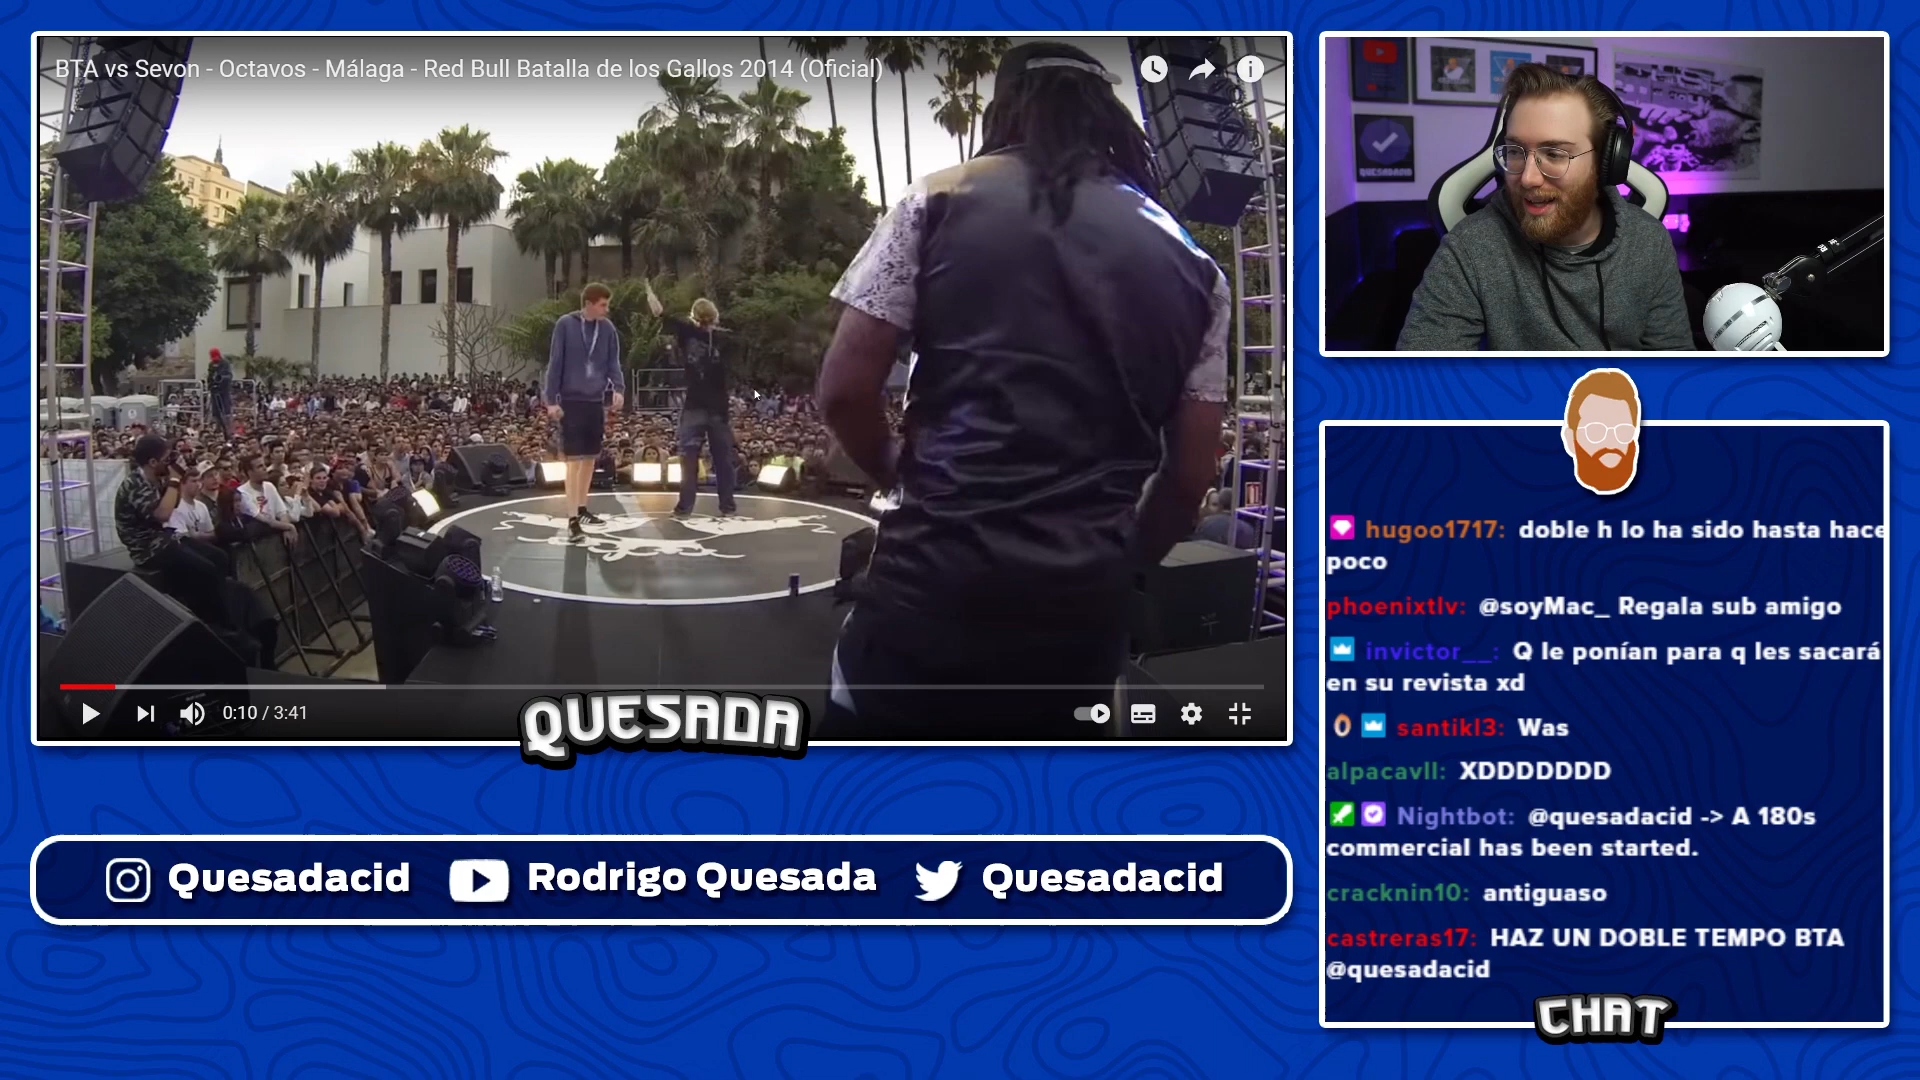 BTA vs Sevon - Octavos - Málaga - Red Bull Batalla de los Gallos 2014 (Oficial)
0:10 / 3:41
QUESADA
Quesadacid
Rodrigo Quesada
Quesadacid
QUESADACID
hugoo1717: doble h lo ha sido hasta hace
poco
phoenixtlv: @soyMac_ Regala sub amigo
invictor__: Q le ponían para q les sacará
en su revista xd
santikl3: Was
alpacavll: XDDDDDDD
Nightbot: @quesadacid -> A 180s
commercial has been started.
cracknin10: antiguaso
castreras17: HAZ UN DOBLE TEMPO BTA
@quesadacid
CHAT